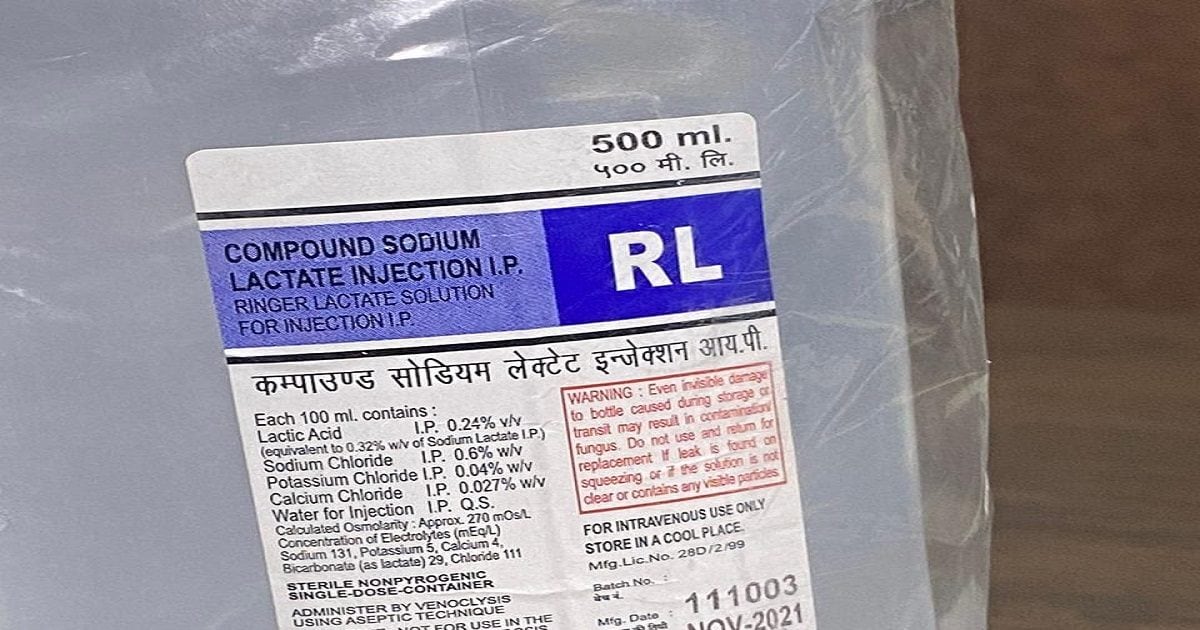 500 ml.
५०० मी. लि.
COMPOUND SODIUM
LACTATE INJECTION I.P.
RINGER LACTATE SOLUTION
FOR INJECTION I.P.
RL
कम्पाउण्ड सोडियम लेक्टेट इन्जेक्शन आय.पी.
Each 100 ml. contains :
Lactic Acid I.P. 0.24% v/v
(equivalent to 0.32% w/v of Sodium Lactate I.P.)
Sodium Chloride I.P. 0.6% w/v
Potassium Chloride I.P. 0.04% w/v
Calcium Chloride I.P. 0.027% w/v
Water for Injection I.P. Q.S.
Calculated Osmolarity : Approx. 270 mOs/L
Concentration of Electrolytes (mEq/L)
Sodium 131, Potassium 5, Calcium 4,
Bicarbonate (as lactate) 29, Chloride 111
STERILE NONPYROGENIC
SINGLE-DOSE-CONTAINER
ADMINISTER BY VENOCLYSIS
USING ASEPTIC TECHNIQUE
NOT FOR USE IN THE
WARNING : Even invisible damage
to bottle caused during storage or
transit may result in contamination/
fungus. Do not use and return for
replacement If leak is found on
squeezing or if the solution is not
clear or contains any visible particles.
FOR INTRAVENOUS USE ONLY
STORE IN A COOL PLACE.
Mfg.Lic.No. 28D/2/99
Batch No. : 111003
बैच नं.
Mfg. Date : NOV-2021